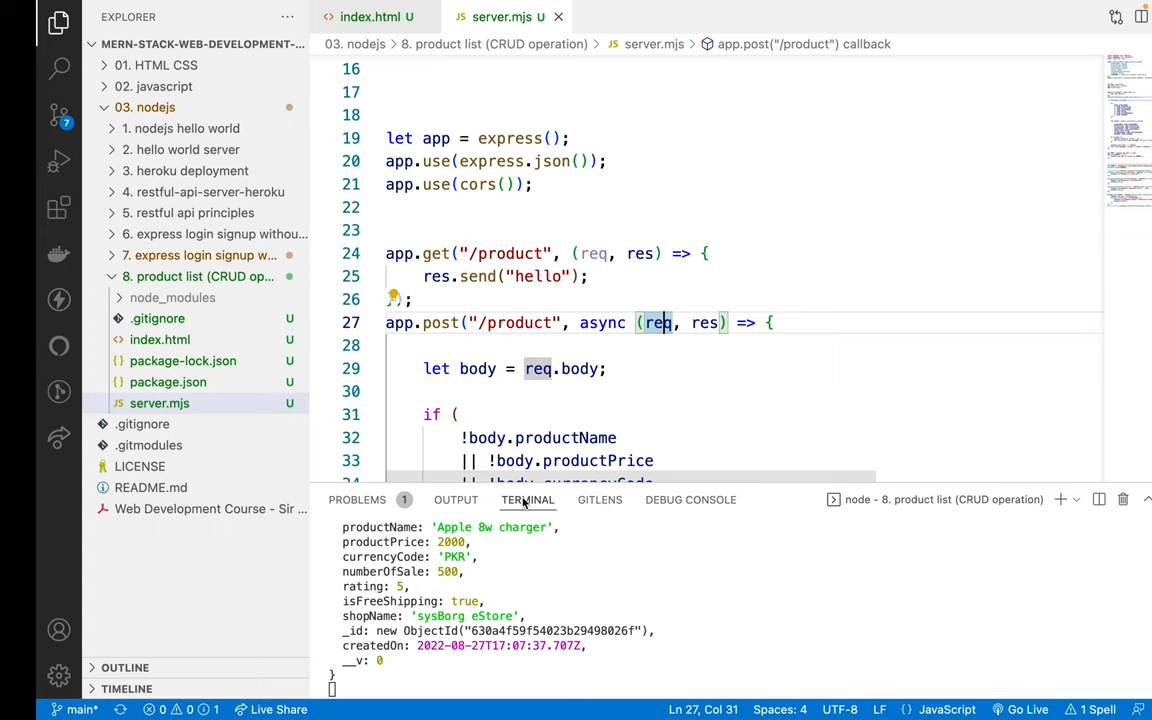 EXPLORER
index.html U
JS server.mjs U
MERN-STACK-WEB-DEVELOPMENT-...
03. nodejs > 8. product list (CRUD operation) > JS server.mjs > app.post("/product") callback
01. HTML CSS
02. javascript
03. nodejs
1. nodejs hello world
2. hello world server
3. heroku deployment
4. restful-api-server-heroku
5. restful api principles
6. express login signup withou...
7. express login signup w...
8. product list (CRUD op...
node_modules
.gitignore U
index.html U
package-lock.json U
package.json U
JS server.mjs U
.gitignore
.gitmodules
LICENSE
README.md
Web Development Course - Sir ...
OUTLINE
TIMELINE
7
16
17
18
19 let app = express();
20 app.use(express.json());
21 app.use(cors());
22
23
24 app.get("/product", (req, res) => {
25 res.send("hello");
26 });
27 app.post("/product", async (req, res) => {
28
29 let body = req.body;
30
31 if (
32 !body.productName
33 || !body.productPrice
34 || !body.currencyCode
PROBLEMS 1 OUTPUT TERMINAL GITLENS DEBUG CONSOLE node - 8. product list (CRUD operation)
productName: 'Apple 8w charger',
productPrice: 2000,
currencyCode: 'PKR',
numberOfSale: 500,
rating: 5,
isFreeShipping: true,
shopName: 'sysBorg eStore',
_id: new ObjectId("630a4f59f54023b29498026f"),
createdOn: 2022-08-27T17:07:37.707Z,
__v: 0
}
main* 0 0 1 Live Share Ln 27, Col 31 Spaces: 4 UTF-8 LF {} JavaScript Go Live 1 Spell